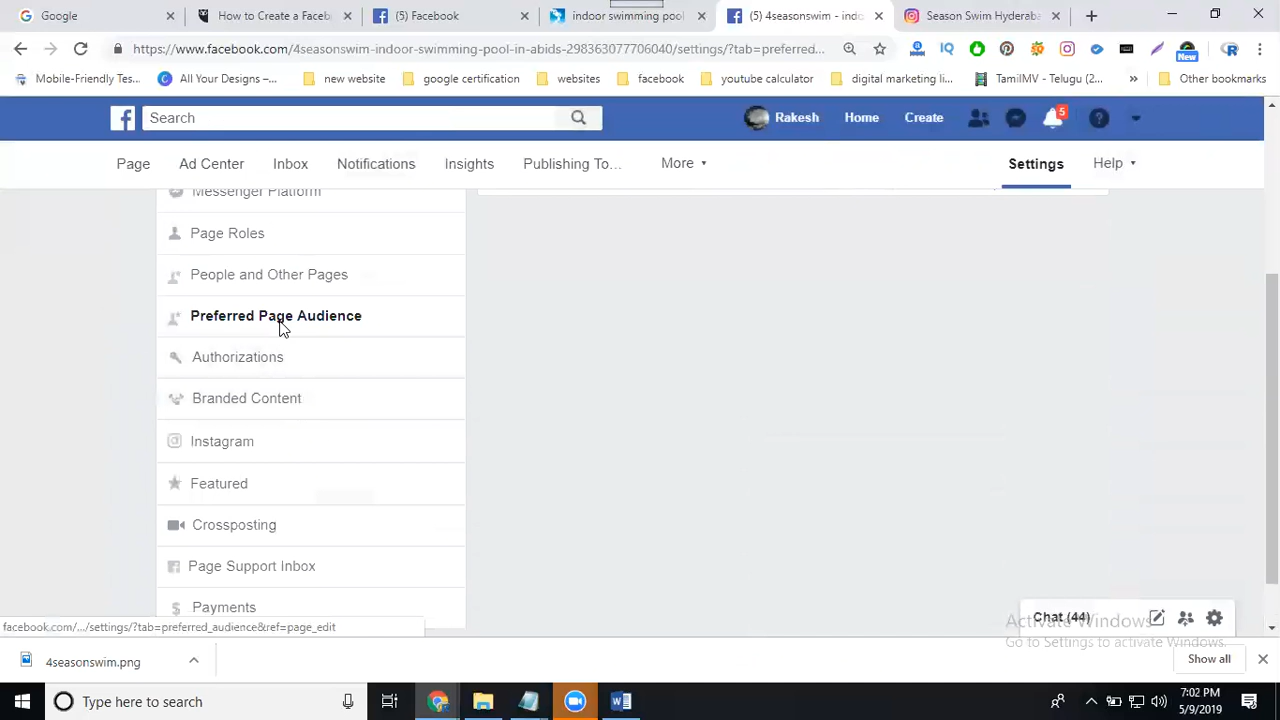 Google
How to Create a Faceb
(5) Facebook
indoor swimming pool
(5) 4seasonswim - indo
Season Swim Hyderaba
https://www.facebook.com/4seasonswim-indoor-swimming-pool-in-abids-298363077706040/settings/?tab=preferred...
New
Mobile-Friendly Tes...
All Your Designs –...
new website
google certification
websites
facebook
youtube calculator
digital marketing li...
TamilMV - Telugu (2...
Other bookmarks
Search
Rakesh
Home
Create
5
Page
Ad Center
Inbox
Notifications
Insights
Publishing To...
More
Settings
Help
Messenger Platform
Page Roles
People and Other Pages
Preferred Page Audience
Authorizations
Branded Content
Instagram
Featured
Crossposting
Page Support Inbox
Payments
Chat (44)
Activate Windows
Go to Settings to activate Windows.
facebook.com/.../settings/?tab=preferred_audience&ref=page_edit
4seasonswim.png
Show all
Type here to search
7:02 PM
5/9/2019